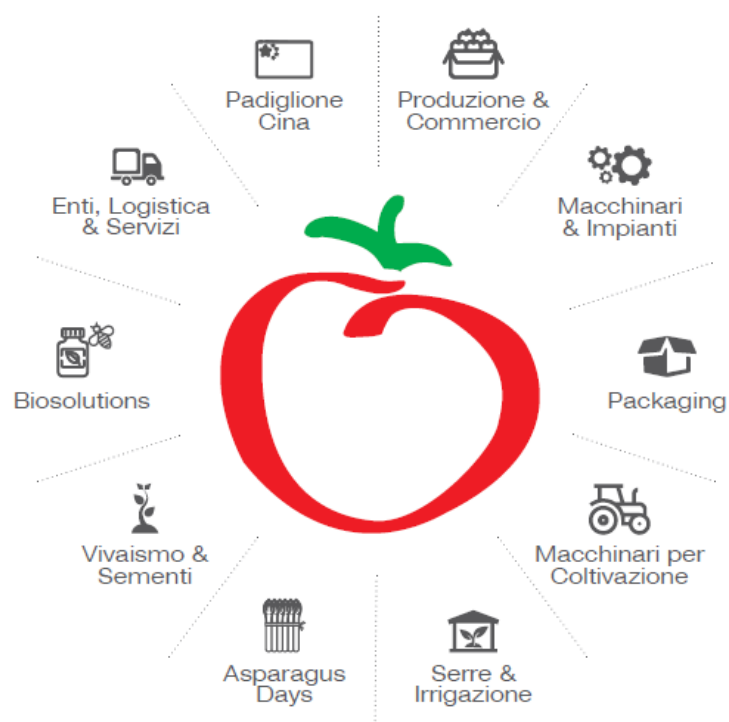 Padiglione
Cina
Produzione &
Commercio
Enti, Logistica
& Servizi
Macchinari
& Impianti
Biosolutions
Packaging
Vivaismo &
Sementi
Macchinari per
Coltivazione
Asparagus
Days
Serre &
Irrigazione